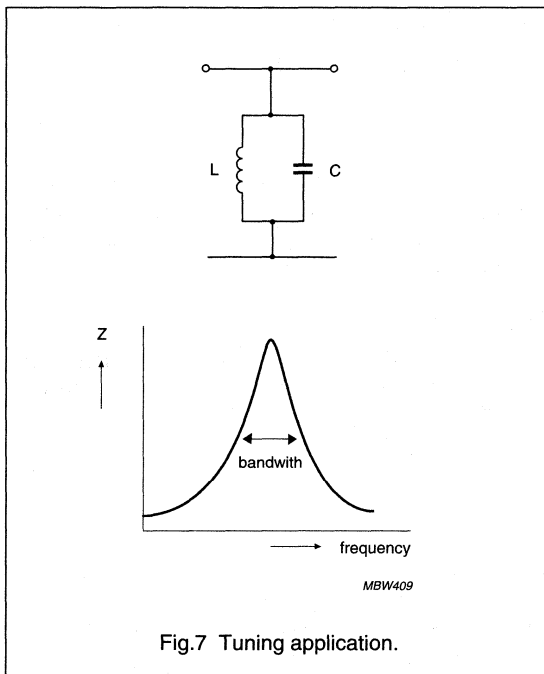 L
C
Z
bandwith
frequency
MBW409
Fig.7 Tuning application.